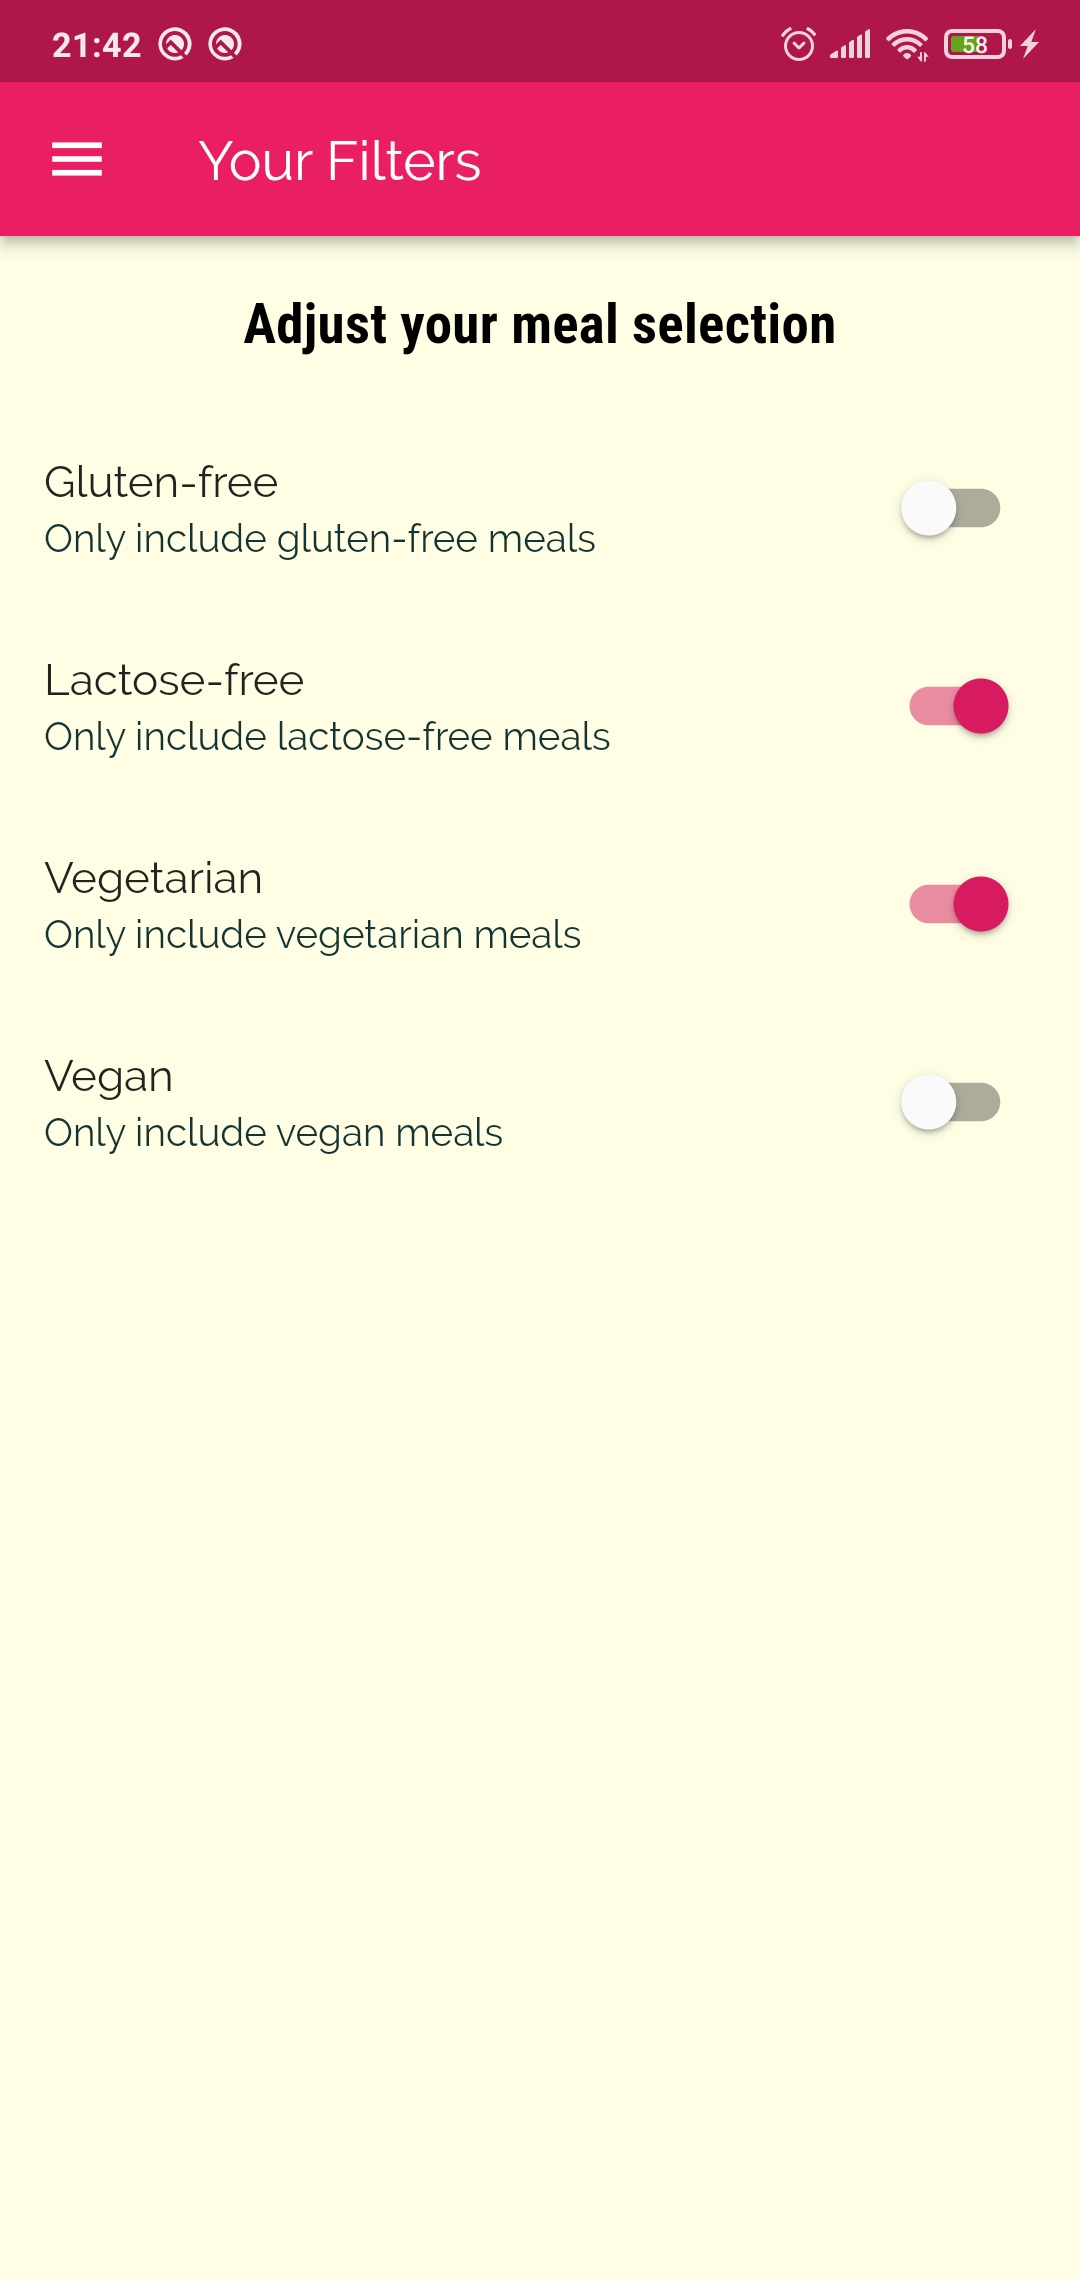 21:42 58
Your Filters
Adjust your meal selection
Gluten-free
Only include gluten-free meals
Lactose-free
Only include lactose-free meals
Vegetarian
Only include vegetarian meals
Vegan
Only include vegan meals